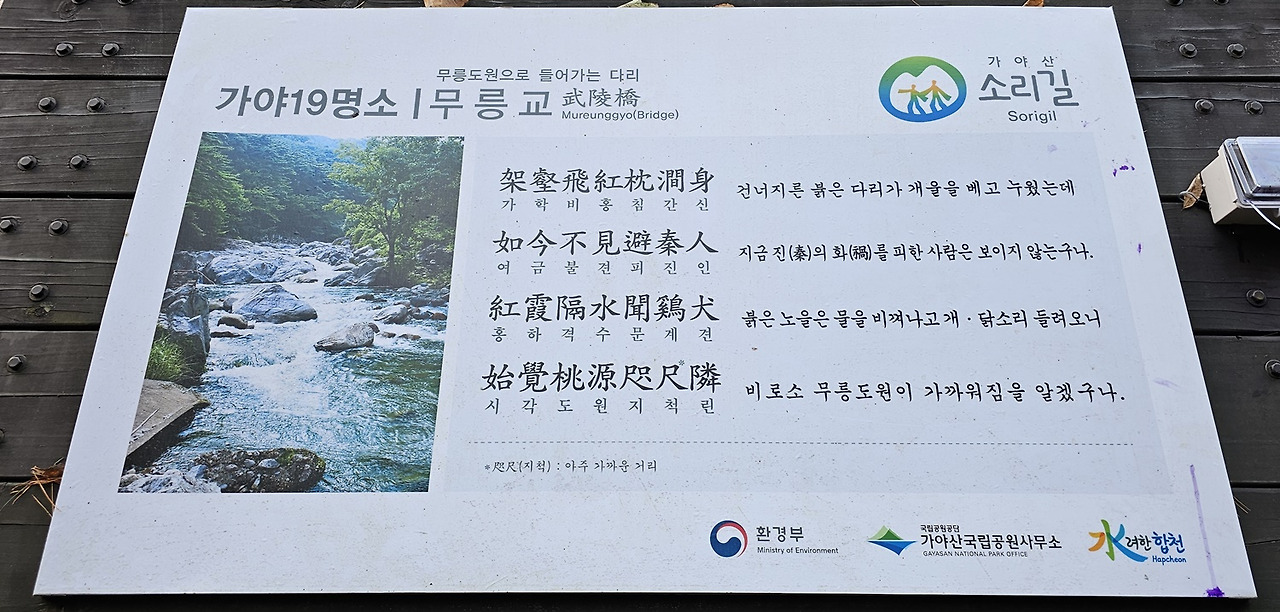 무릉도원으로 들어가는 다리
가야19명소 | 무릉교 武陵橋
Mureunggyo(Bridge)
가야산
소리길
Sorigil
架壑飛紅枕澗身
가학비홍침간신
건너지른 붉은 다리가 개울을 베고 누웠는데
如今不見避秦人
여금불견피진인
지금 진(秦)의 화(禍)를 피한 사람은 보이지 않는구나.
紅霞隔水聞鷄犬
홍하격수문계견
붉은 노을은 물을 비껴나고 개 · 닭소리 들려오니
始覺桃源咫尺*隣
시각도원지척린
비로소 무릉도원이 가까워짐을 알겠구나.
*咫尺(지척) : 아주 가까운 거리
환경부
Ministry of Environment
국립공원공단
가야산국립공원사무소
GAYASAN NATIONAL PARK OFFICE
水려한 합천
Hapcheon